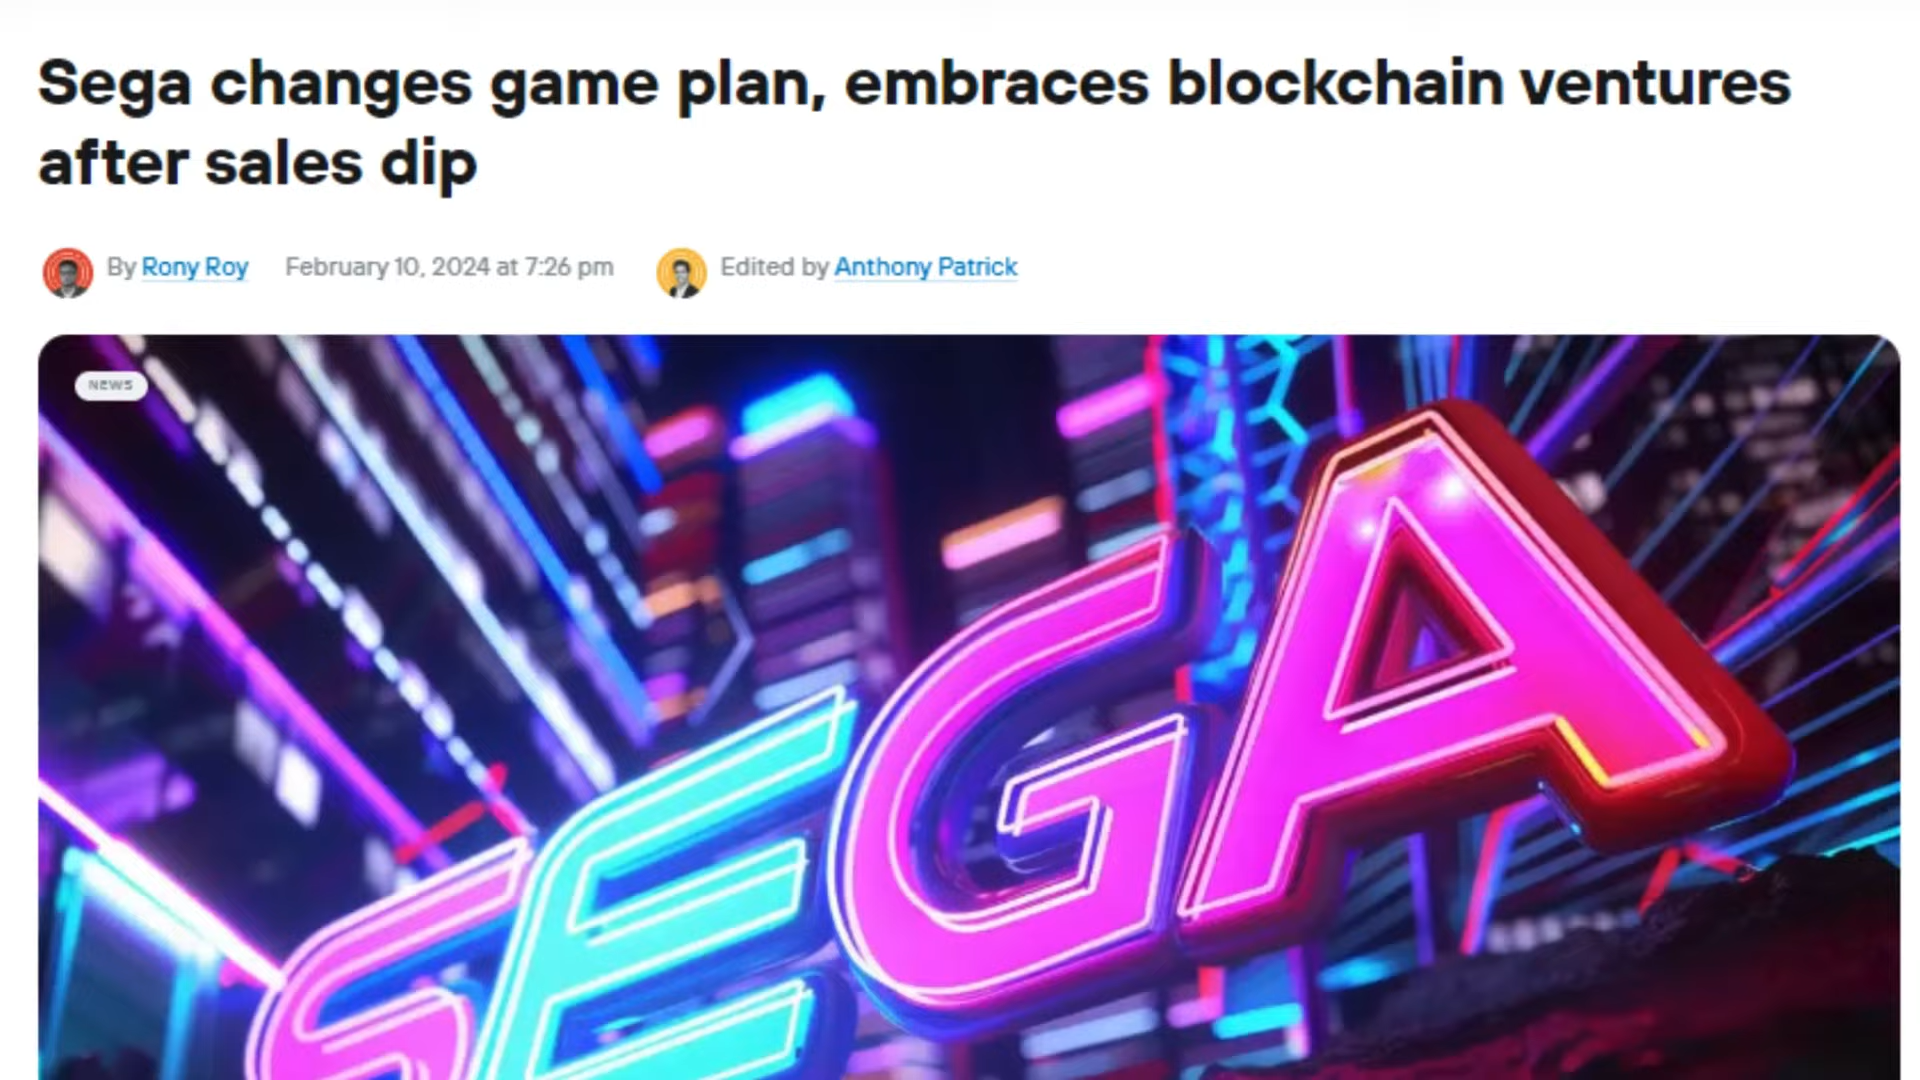 Sega changes game plan, embraces blockchain ventures
after sales dip
By Rony Roy February 10, 2024 at 7:26 pm Edited by Anthony Patrick
NEWS
SEGA